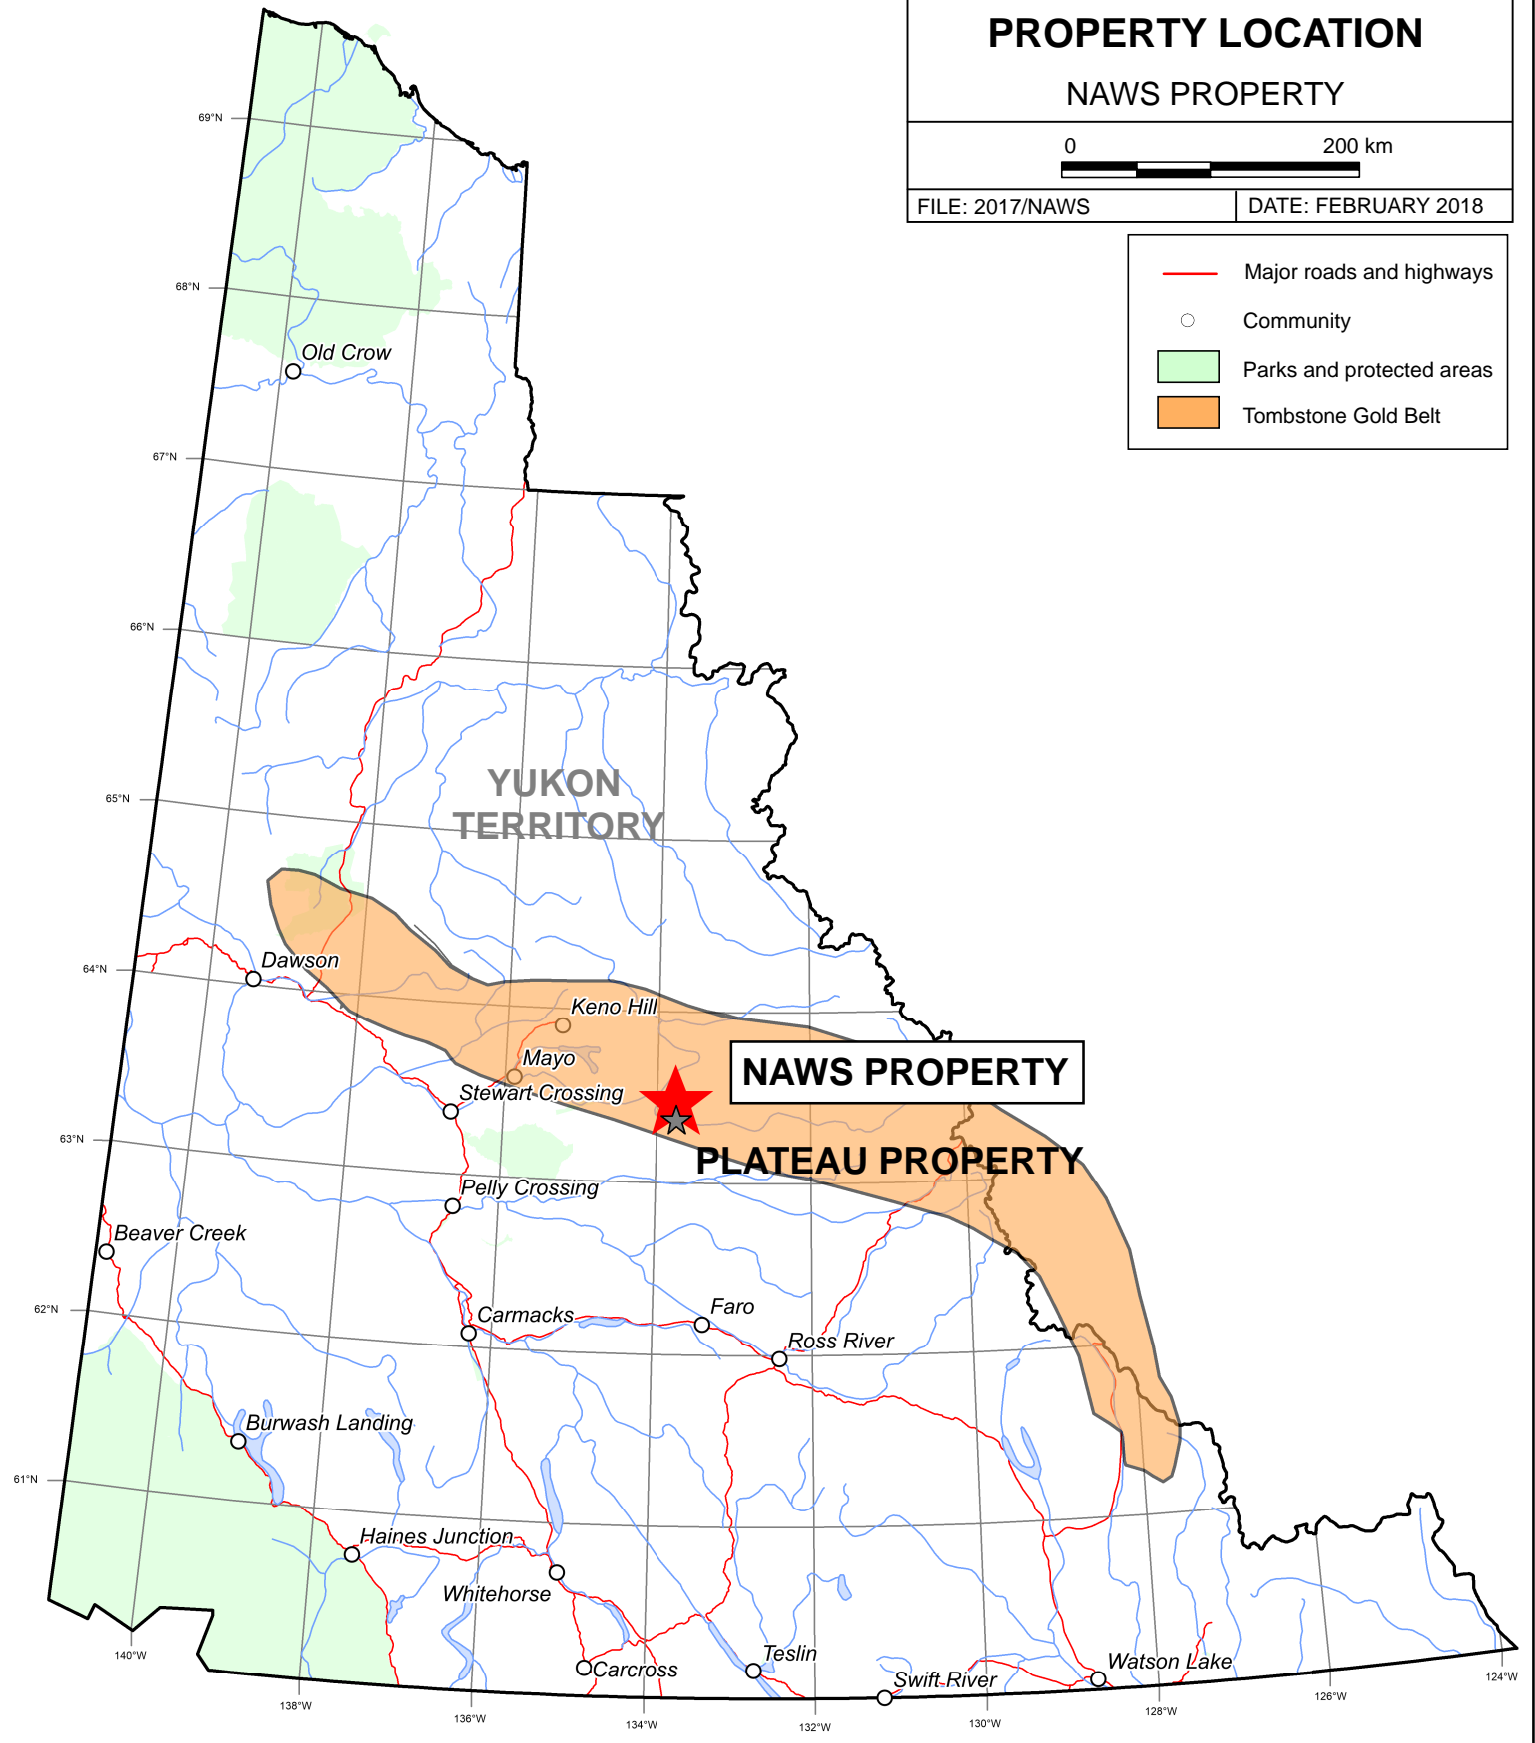 PROPERTY LOCATION
NAWS PROPERTY
0 200 km
FILE: 2017/NAWS DATE: FEBRUARY 2018
Major roads and highways
Community
Parks and protected areas
Tombstone Gold Belt
69°N
68°N
Old Crow
67°N
66°N
YUKON
TERRITORY
65°N
Dawson
64°N
Keno Hill
Mayo
NAWS PROPERTY
Stewart Crossing
63°N
PLATEAU PROPERTY
Pelly Crossing
Beaver Creek
62°N
Carmacks
Faro
Ross River
Burwash Landing
61°N
Haines Junction
Whitehorse
Carcross
Teslin
Swift River
Watson Lake
140°W
138°W
136°W
134°W
132°W
130°W
128°W
126°W
124°W